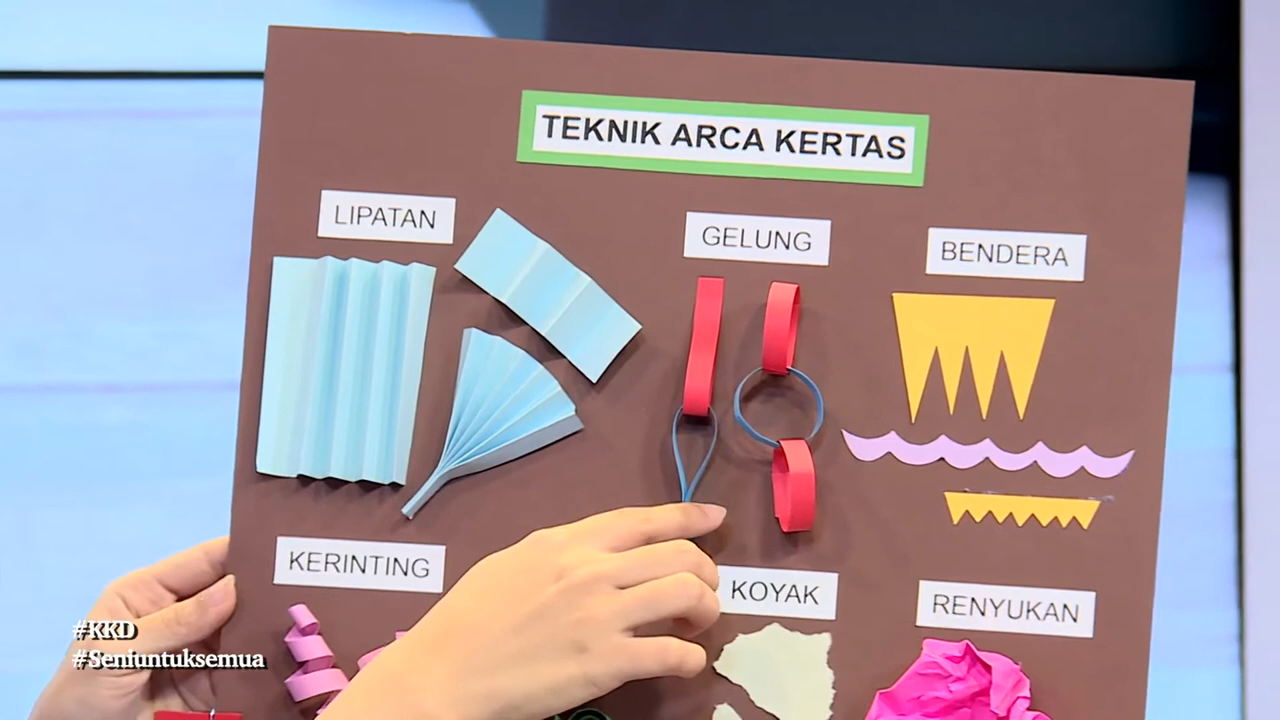 TEKNIK ARCA KERTAS
LIPATAN
GELUNG
BENDERA
KERINTING
KOYAK
RENYUKAN
#KKD
#Seniuntuksemua